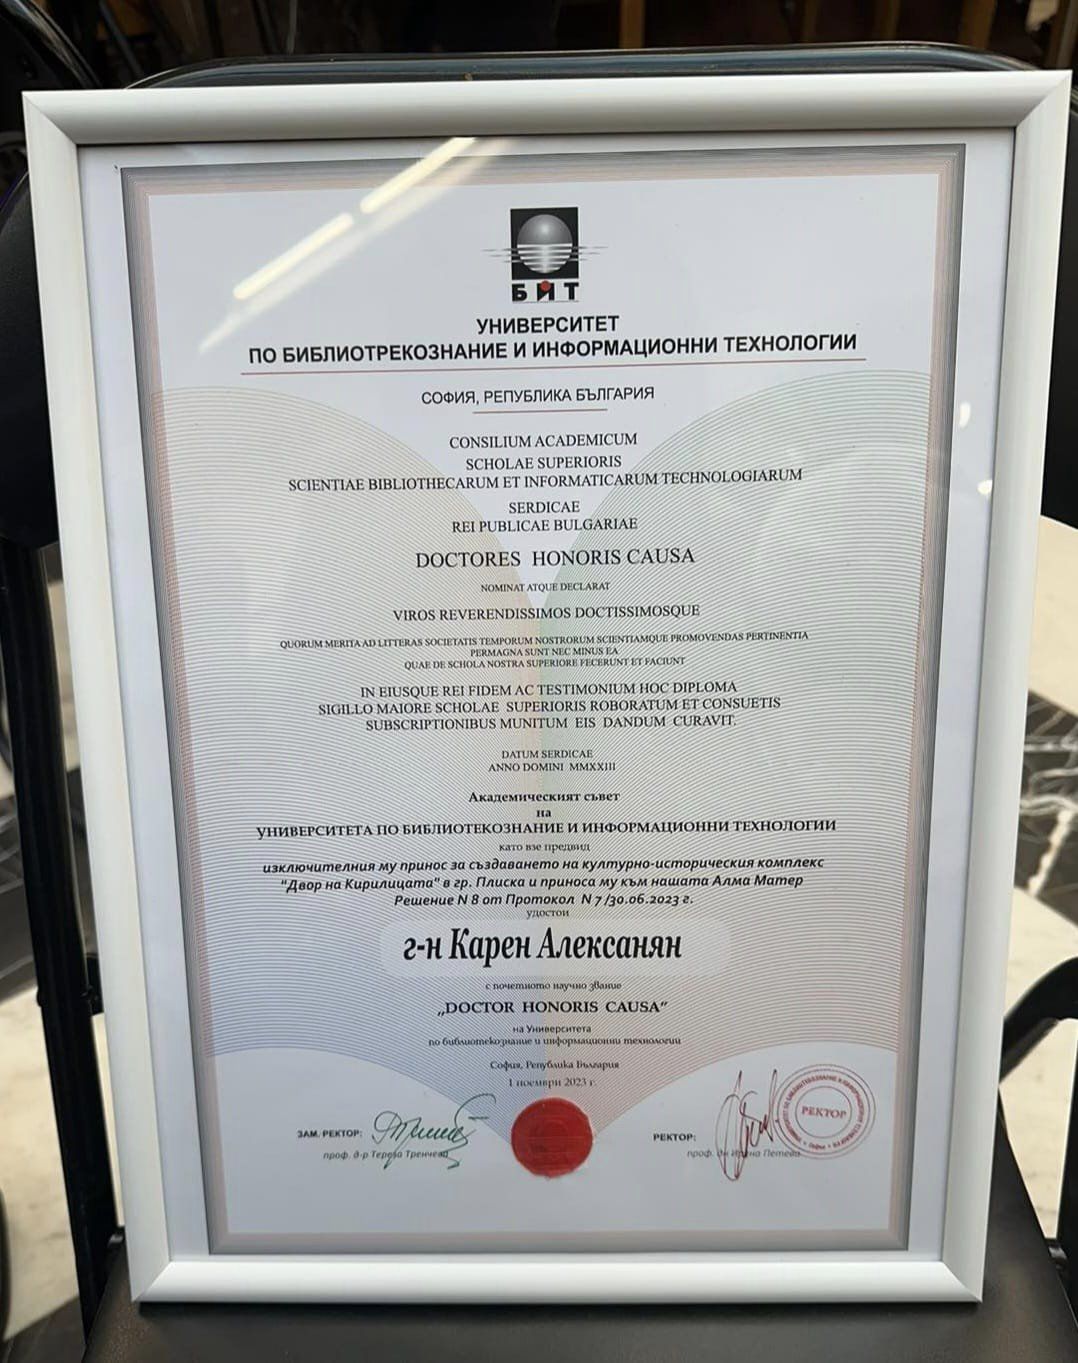 БИТ
УНИВЕРСИТЕТ
ПО БИБЛИОТРЕКОЗНАНИЕ И ИНФОРМАЦИОННИ ТЕХНОЛОГИИ
СОФИЯ, РЕПУБЛИКА БЪЛГАРИЯ
CONSILIUM ACADEMICUM
SCHOLAE SUPERIORIS
SCIENTIAE BIBLIOTHECARUM ET INFORMATICARUM TECHNOLOGIARUM
SERDICAE
REI PUBLICAE BULGARIAE
DOCTORES HONORIS CAUSA
NOMINAT ATQUE DECLARAT
VIROS REVERENDISSIMOS DOCTISSIMOSQUE
QUORUM MERITA AD LITTERAS SOCIETATIS TEMPORUM NOSTRORUM SCIENTIAMQUE PROMOVENDAS PERTINENTIA
PERMAGNA SUNT NEC MINUS EA
QUAE DE SCHOLA NOSTRA SUPERIORE FECERUNT ET FACIUNT
IN EIUSQUE REI FIDEM AC TESTIMONIUM HOC DIPLOMA
SIGILLO MAIORE SCHOLAE SUPERIORIS ROBORATUM ET CONSUETIS
SUBSCRIPTIONIBUS MUNITUM EIS DANDUM CURAVIT.
DATUM SERDICAE
ANNO DOMINI MMXXIII
Академическият съвет
на
УНИВЕРСИТЕТА ПО БИБЛИОТЕКОЗНАНИЕ И ИНФОРМАЦИОННИ ТЕХНОЛОГИИ
като взе предвид
изключителния му принос за създаването на културно-историческия комплекс
"Двор на Кирилицата" в гр. Плиска и приноса му към нашата Алма Матер
Решение N 8 от Протокол N 7 /30.06.2023 г.
удостои
г-н Карен Алексанян
с почетното научно звание
„DOCTOR HONORIS CAUSA"
на Университета
по библиотекознание и информационни технологии
София, Република България
1 ноември 2023 г.
ЗАМ. РЕКТОР:
проф. д-р Тереза Тренчева
РЕКТОР:
проф. дн Ирена Петева
РЕКТОР